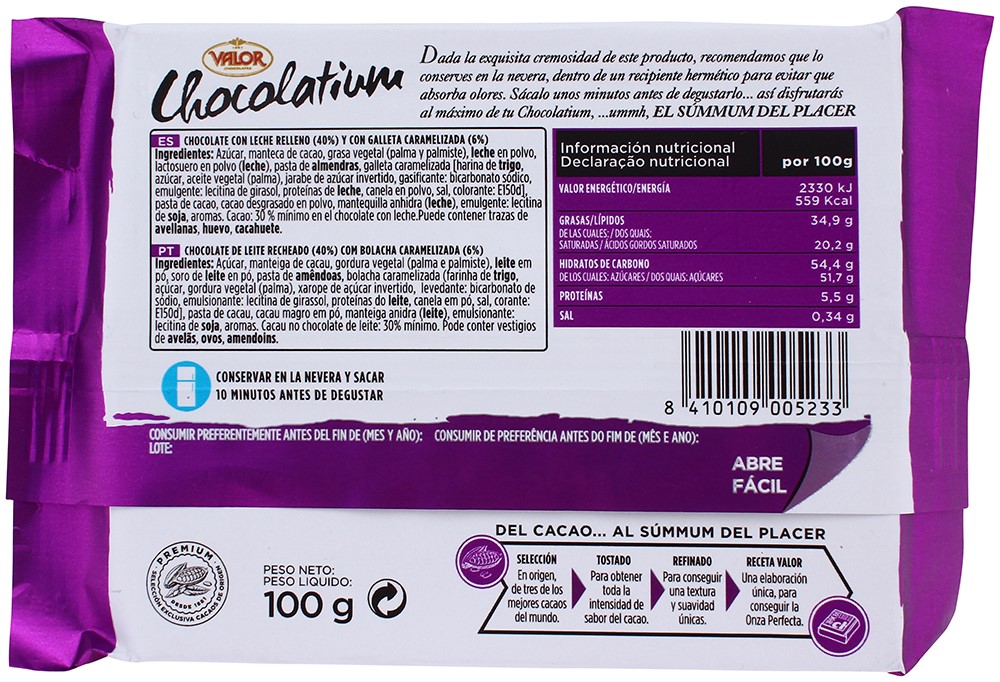 1881
VALOR
CHOCOLATES
Chocolatium
Dada la exquisita cremosidad de este producto, recomendamos que lo
conserves en la nevera, dentro de un recipiente hermético para evitar que
absorba olores. Sácalo unos minutos antes de degustarlo... así disfrutarás
al máximo de tu Chocolatium, ...ummh, EL SÚMMUM DEL PLACER
ES CHOCOLATE CON LECHE RELLENO (40%) Y CON GALLETA CARAMELIZADA (6%)
Ingredientes: Azúcar, manteca de cacao, grasa vegetal (palma y palmiste), leche en polvo,
lactosuero en polvo (leche), pasta de almendras, galleta caramelizada [harina de trigo,
azúcar, aceite vegetal (palma), jarabe de azúcar invertido, gasificante: bicarbonato sódico,
emulgente: lecitina de girasol, proteínas de leche, canela en polvo, sal, colorante: E150d],
pasta de cacao, cacao desgrasado en polvo, mantequilla anhidra (leche), emulgente: lecitina
de soja, aromas. Cacao: 30 % mínimo en el chocolate con leche.Puede contener trazas de
avellanas, huevo, cacahuete.
PT CHOCOLATE DE LEITE RECHEADO (40%) COM BOLACHA CARAMELIZADA (6%)
Ingredientes: Açúcar, manteiga de cacau, gordura vegetal (palma e palmiste), leite em
pó, soro de leite en pó, pasta de amêndoas, bolacha caramelizada (farinha de trigo,
açúcar, gordura vegetal (palma), xarope de açúcar invertido, levedante: bicarbonato de
sódio, emulsionante: lecitina de girassol, proteínas do leite, canela em pó, sal, corante:
E150d], pasta de cacau, cacau magro em pó, manteiga anidra (leite), emulsionante:
lecitina de soja, aromas. Cacau no chocolate de leite: 30% mínimo. Pode conter vestigios
de avelãs, ovos, amendoins.
Información nutricional
Declaração nutricional por 100g
VALOR ENERGÉTICO/ENERGÍA 2330 kJ
559 Kcal
GRASAS/LÍPIDOS 34,9 g
DE LAS CUALES: / DOS QUAIS:
SATURADAS / ÁCIDOS GORDOS SATURADOS 20,2 g
HIDRATOS DE CARBONO 54,4 g
DE LOS CUALES: AZÚCARES / DOS QUAIS: AÇÚCARES 51,7 g
PROTEÍNAS 5,5 g
SAL 0,34 g
CONSERVAR EN LA NEVERA Y SACAR
10 MINUTOS ANTES DE DEGUSTAR
8 410109 005233
CONSUMIR PREFERENTEMENTE ANTES DEL FIN DE (MES Y AÑO): CONSUMIR DE PREFERÊNCIA ANTES DO FIM DE (MÊS E ANO):
LOTE:
ABRE
FÁCIL
PREMIUM
SELECCIÓN EXCLUSIVA CACAOS DE ORIGEN
DESDE 1881
PESO NETO:
PESO LIQUIDO:
100 g
DEL CACAO... AL SÚMMUM DEL PLACER
SELECCIÓN
En origen,
de tres de los
mejores cacaos
del mundo.
TOSTADO
Para obtener
toda la
intensidad de
sabor del cacao.
REFINADO
Para conseguir
una textura
y suavidad
únicas.
RECETA VALOR
Una elaboración
única, para
conseguir la
Onza Perfecta.